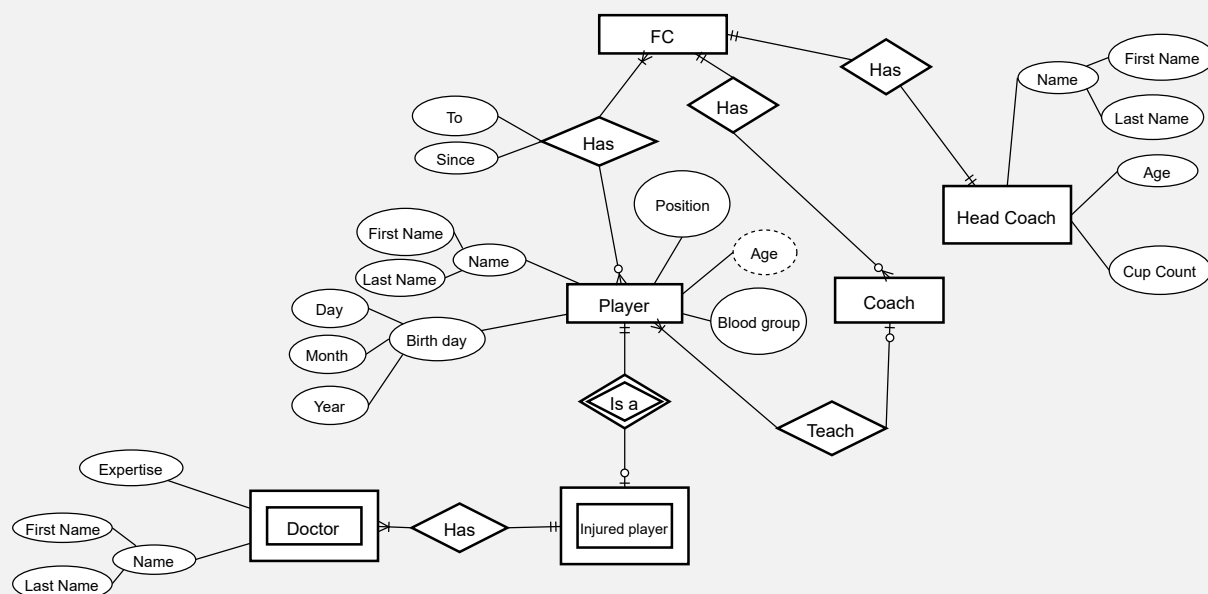 FC
Has
First Name
Name
Has
Last Name
To
Has
Since
Age
Position
Head Coach
First Name
Age
Name
Last Name
Cup Count
Player
Coach
Day
Blood group
Birth day
Month
Year
Is a
Teach
Expertise
Doctor
Has
Injured player
First Name
Name
Last Name